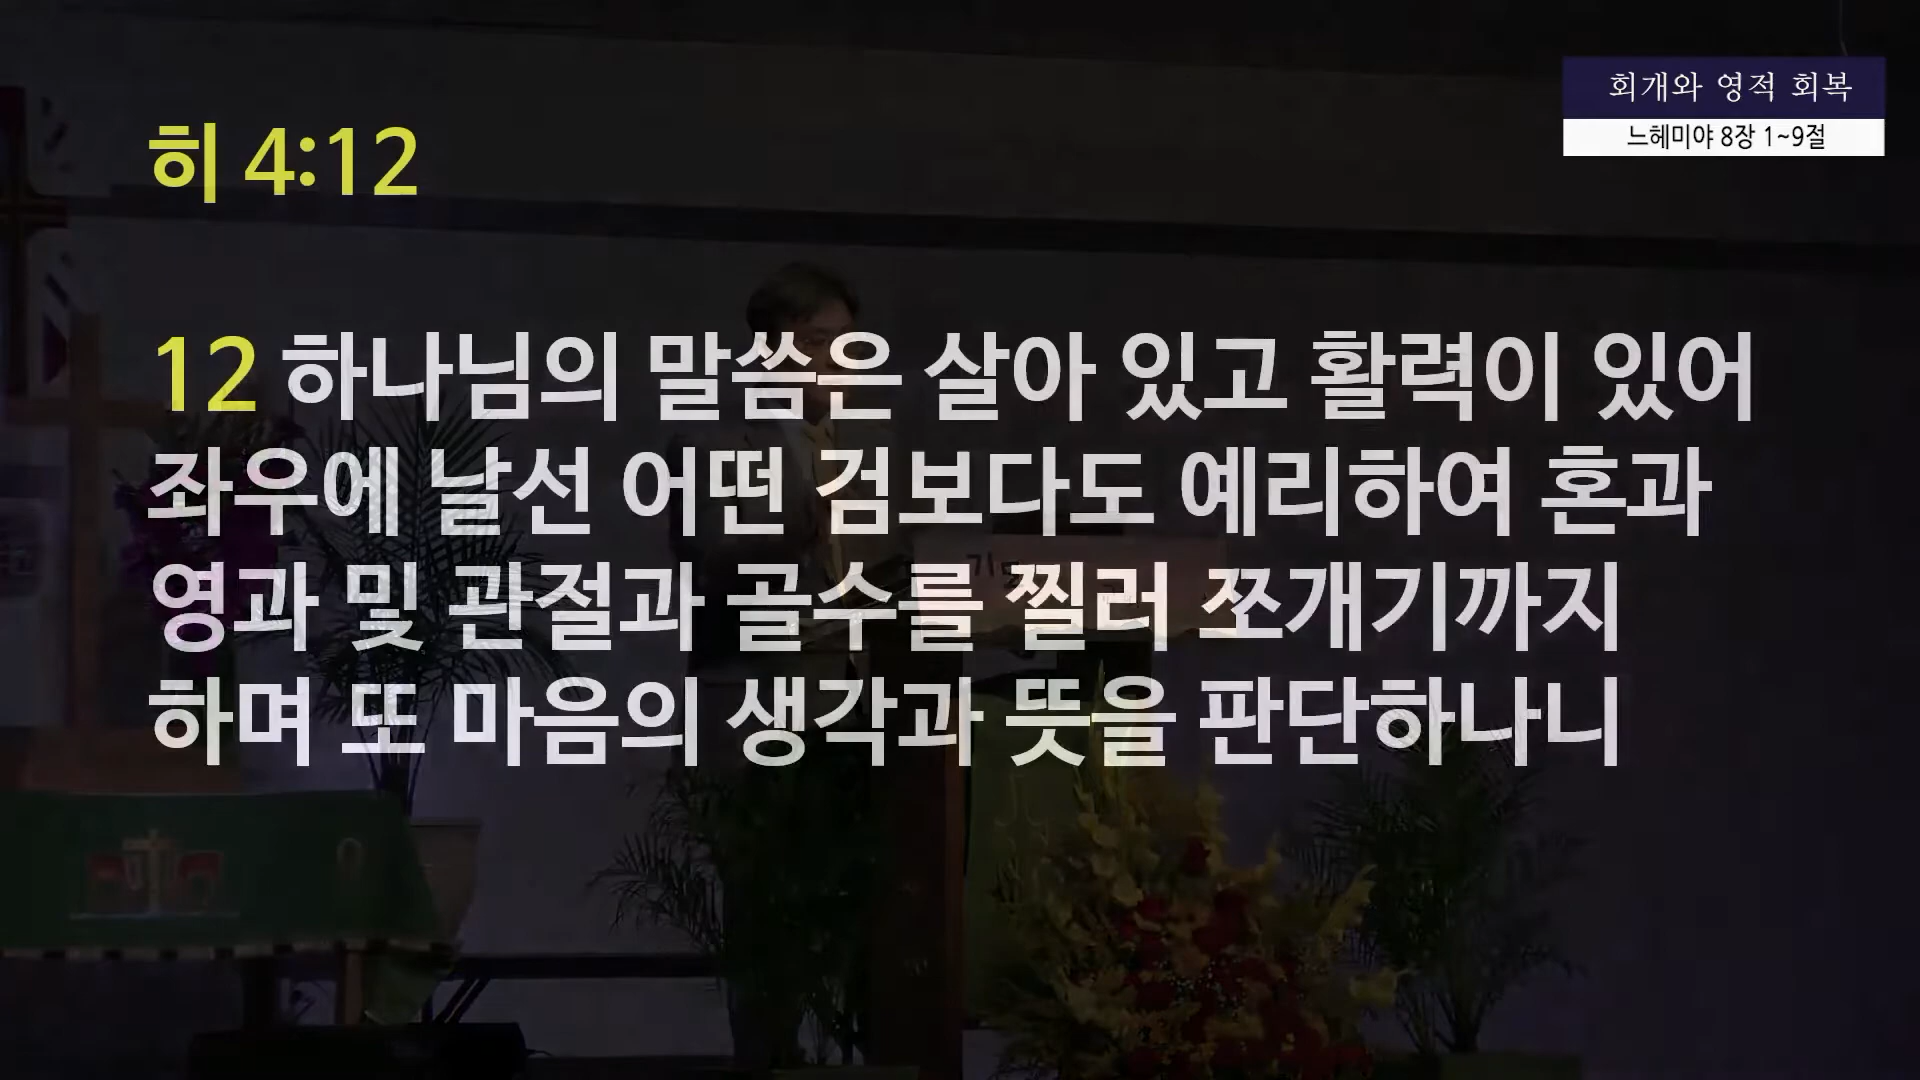 회개와 영적 회복
느헤미야 8장 1~9절
히 4:12
12 하나님의 말씀은 살아 있고 활력이 있어
좌우에 날선 어떤 검보다도 예리하여 혼과
영과 및 관절과 골수를 찔러 쪼개기까지
하며 또 마음의 생각과 뜻을 판단하나니